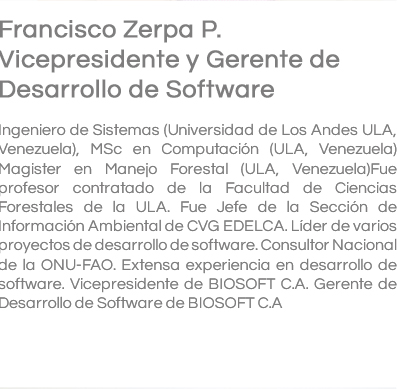 Francisco Zerpa P.
Vicepresidente y Gerente de
Desarrollo de Software
Ingeniero de Sistemas (Universidad de Los Andes ULA,
Venezuela), MSc en Computación (ULA, Venezuela)
Magister en Manejo Forestal (ULA, Venezuela)Fue
profesor contratado de la Facultad de Ciencias
Forestales de la ULA. Fue Jefe de la Sección de
Información Ambiental de CVG EDELCA. Líder de varios
proyectos de desarrollo de software. Consultor Nacional
de la ONU-FAO. Extensa experiencia en desarrollo de
software. Vicepresidente de BIOSOFT C.A. Gerente de
Desarrollo de Software de BIOSOFT C.A